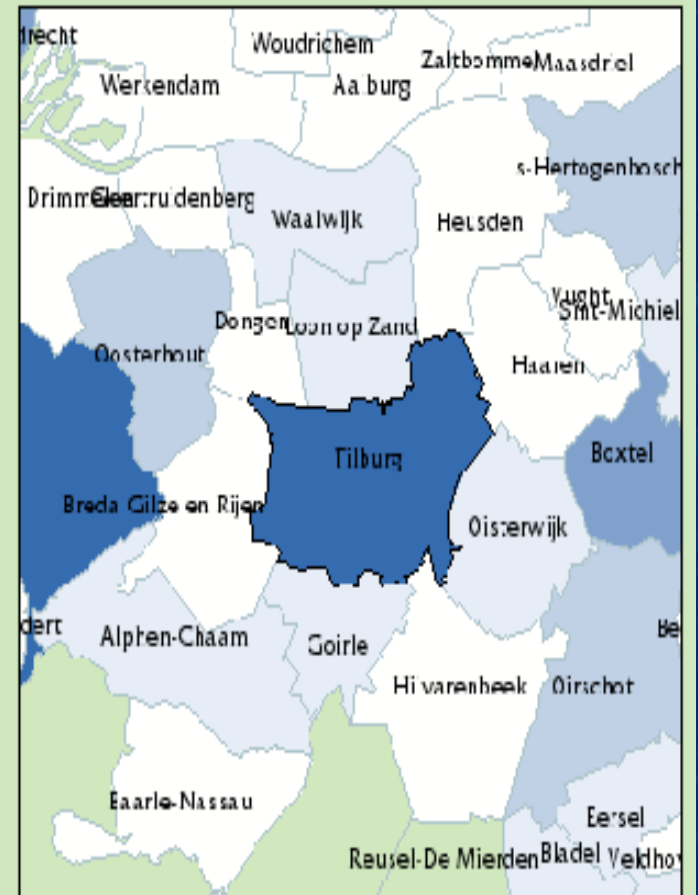 trecht
Woudrichem
Zaltbommel
Maasdriel
Werkendam
Aalburg
s-Hertogenbosch
Drimmelen
Geertruidenberg
Waalwijk
Heusden
Vught
Sint-Michiel
Dongen
Loon op Zand
Oosterhout
Haaren
Tilburg
Boxtel
Breda
Gilze en Rijen
Oisterwijk
dert
Alphen-Chaam
Goirle
Be
Hilvarenbeek
Oirschot
Baarle-Nassau
Eersel
Reusel-De Mierden
Bladel
Veldhov